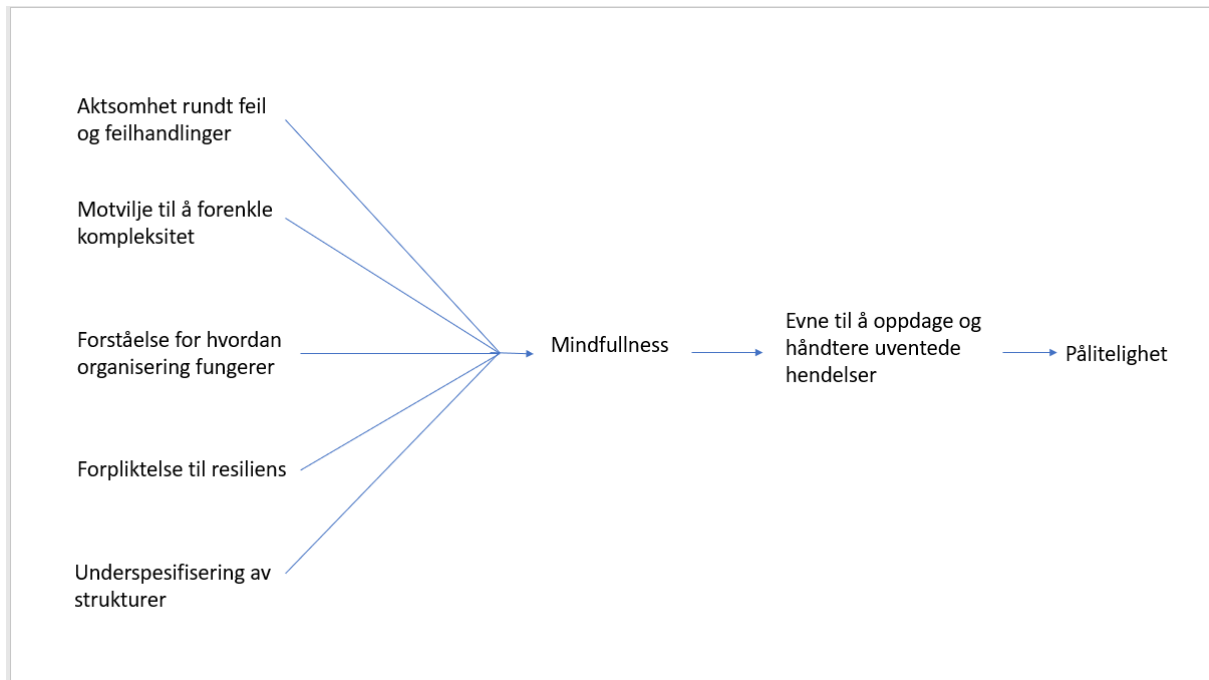 Aktsomhet rundt feil
og feilhandlinger
Motvilje til å forenkle
kompleksitet
Forståelse for hvordan
organisering fungerer
Forpliktelse til resiliens
Underspesifisering av
strukturer
Mindfullness
Evne til å oppdage og
håndtere uventede
hendelser
Pålitelighet